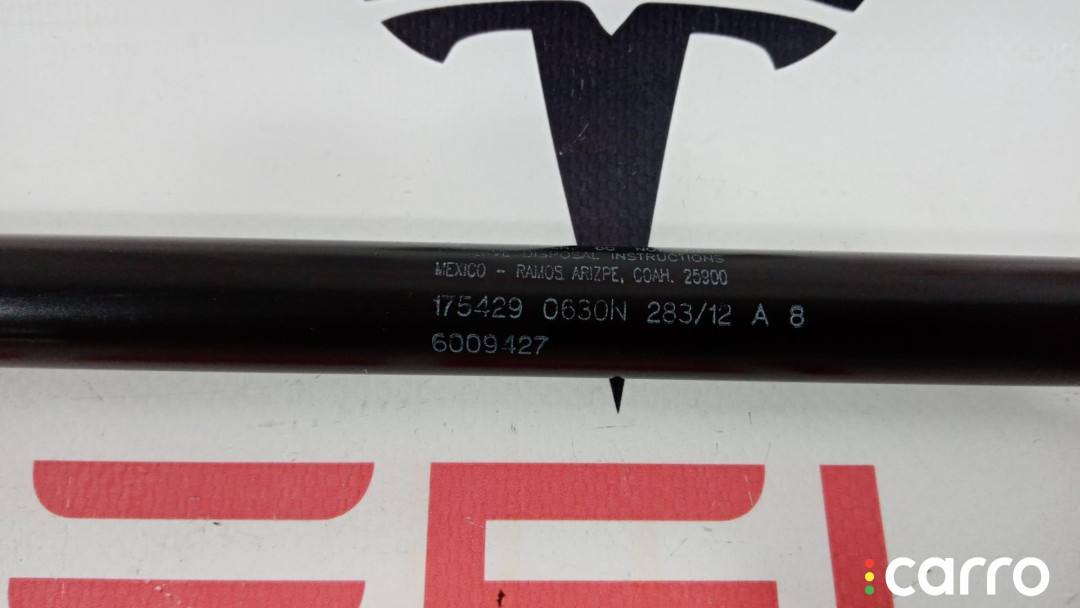 DISPOSAL INSTRUCTIONS
MEXICO - RAMOS ARIZPE, COAH. 25900
175429 0630N 283/12 A 8
6009427
carro